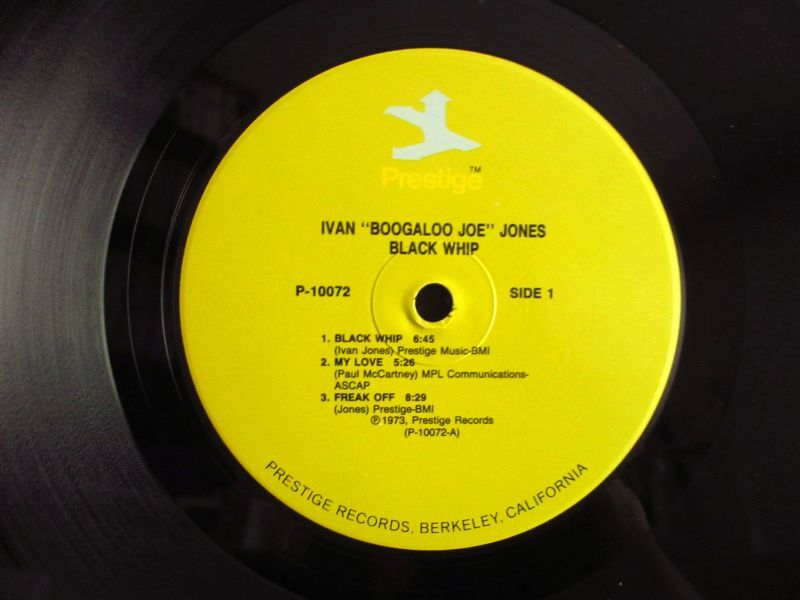 Prestige™
IVAN "BOOGALOO JOE" JONES
BLACK WHIP
P-10072 SIDE 1
1. BLACK WHIP 6:45
(Ivan Jones) Prestige Music-BMI
2. MY LOVE 5:26
(Paul McCartney) MPL Communications-
ASCAP
3. FREAK OFF 8:29
(Jones) Prestige-BMI
℗1973, Prestige Records
(P-10072-A)
PRESTIGE RECORDS, BERKELEY, CALIFORNIA